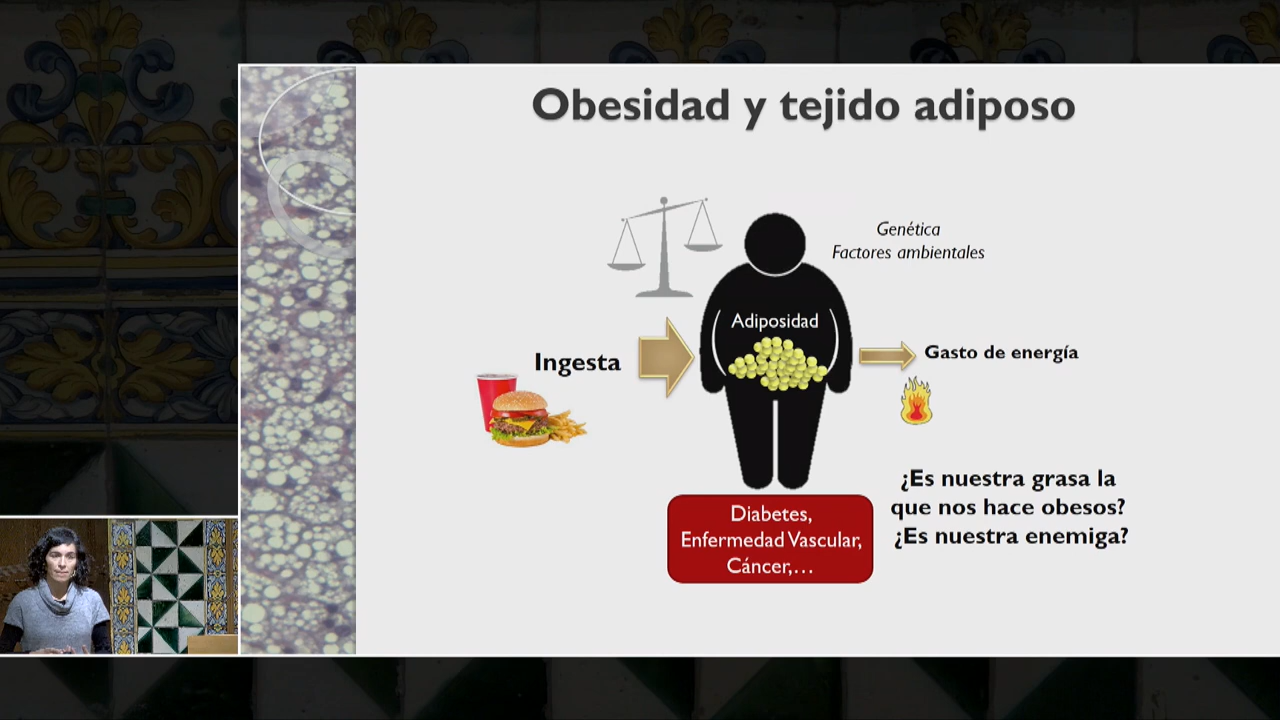 Obesidad y tejido adiposo
Genética
Factores ambientales
Adiposidad
Ingesta
Gasto de energía
¿Es nuestra grasa la
que nos hace obesos?
¿Es nuestra enemiga?
Diabetes,
Enfermedad Vascular,
Cáncer,...